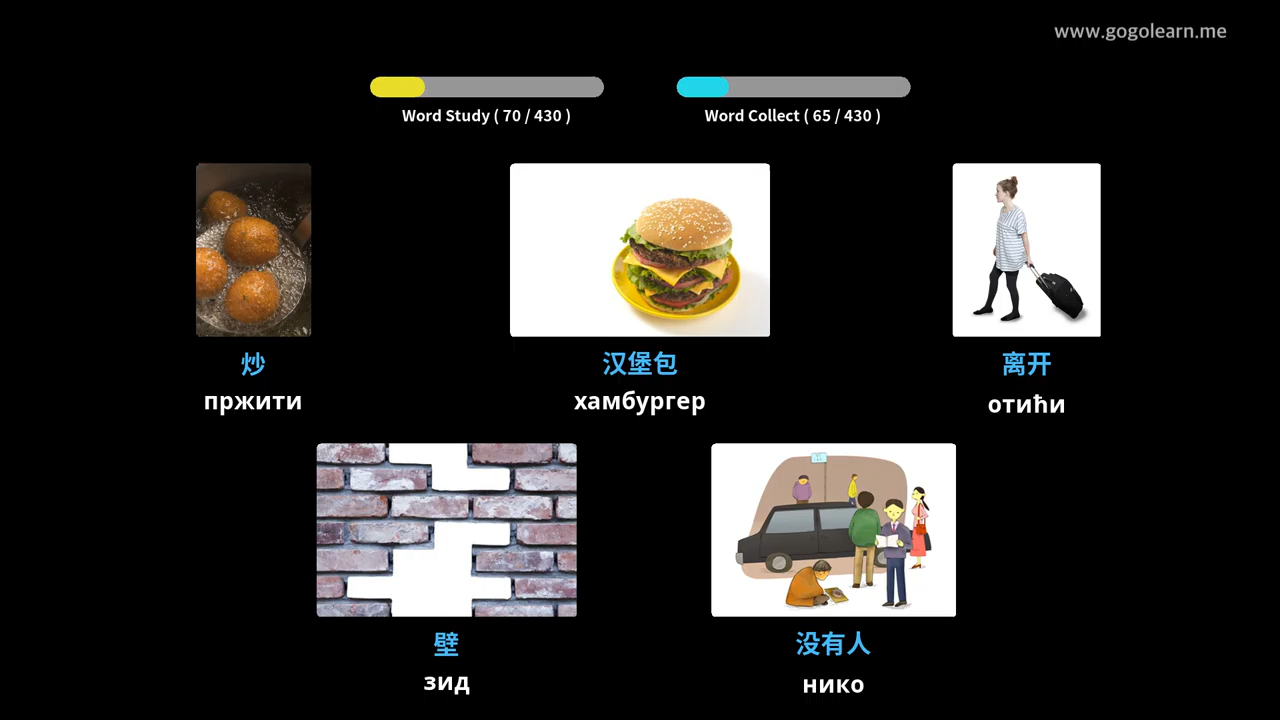 www.gogolearn.me
Word Study ( 70 / 430 )
Word Collect ( 65 / 430 )
炒
пржити
汉堡包
хамбургер
离开
отићи
壁
зид
没有人
нико